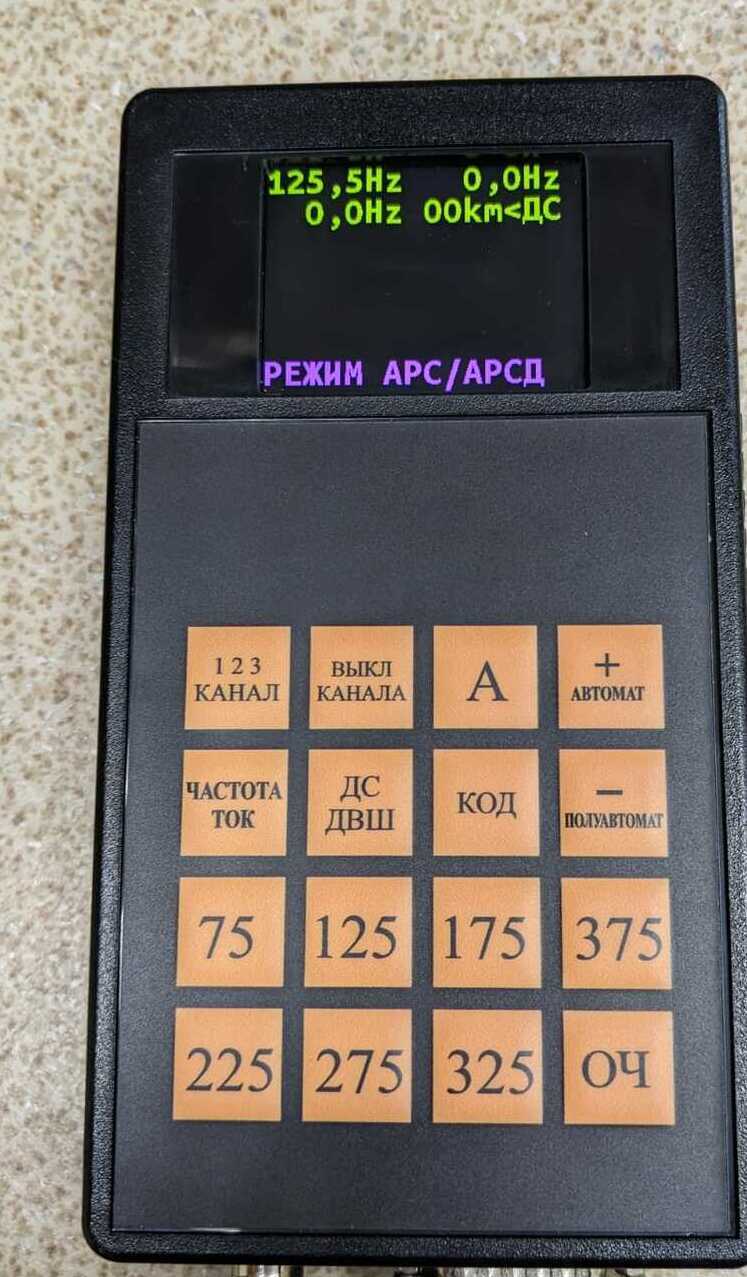 125,5Hz 0,0Hz
0,0Hz 00km<ДС
РЕЖИМ АРС/АРСД
1 2 3
КАНАЛ
ВЫКЛ
КАНАЛА
А
+
АВТОМАТ
ЧАСТОТА
ТОК
ДС
ДВШ
КОД
−
ПОЛУАВТОМАТ
75
125
175
375
225
275
325
ОЧ